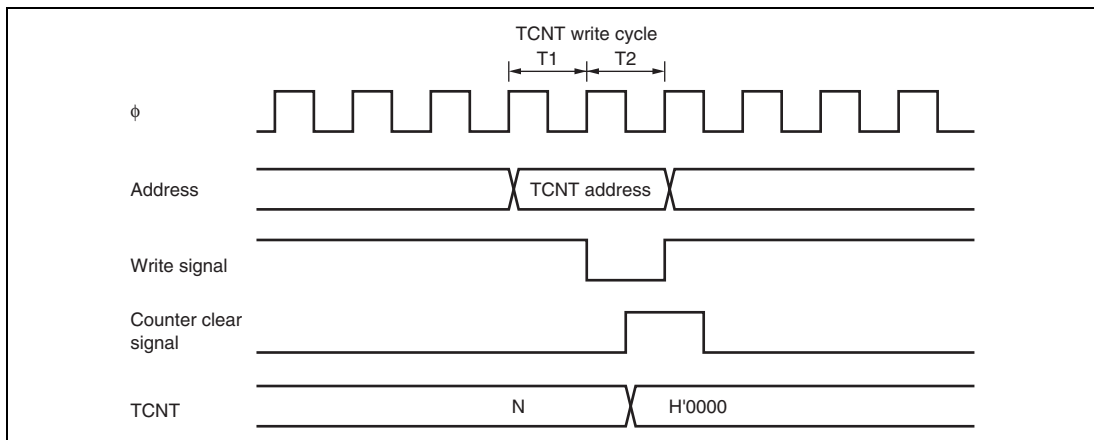 TCNT write cycle
T1 T2
ϕ
Address
TCNT address
Write signal
Counter clear
signal
TCNT
N
H'0000